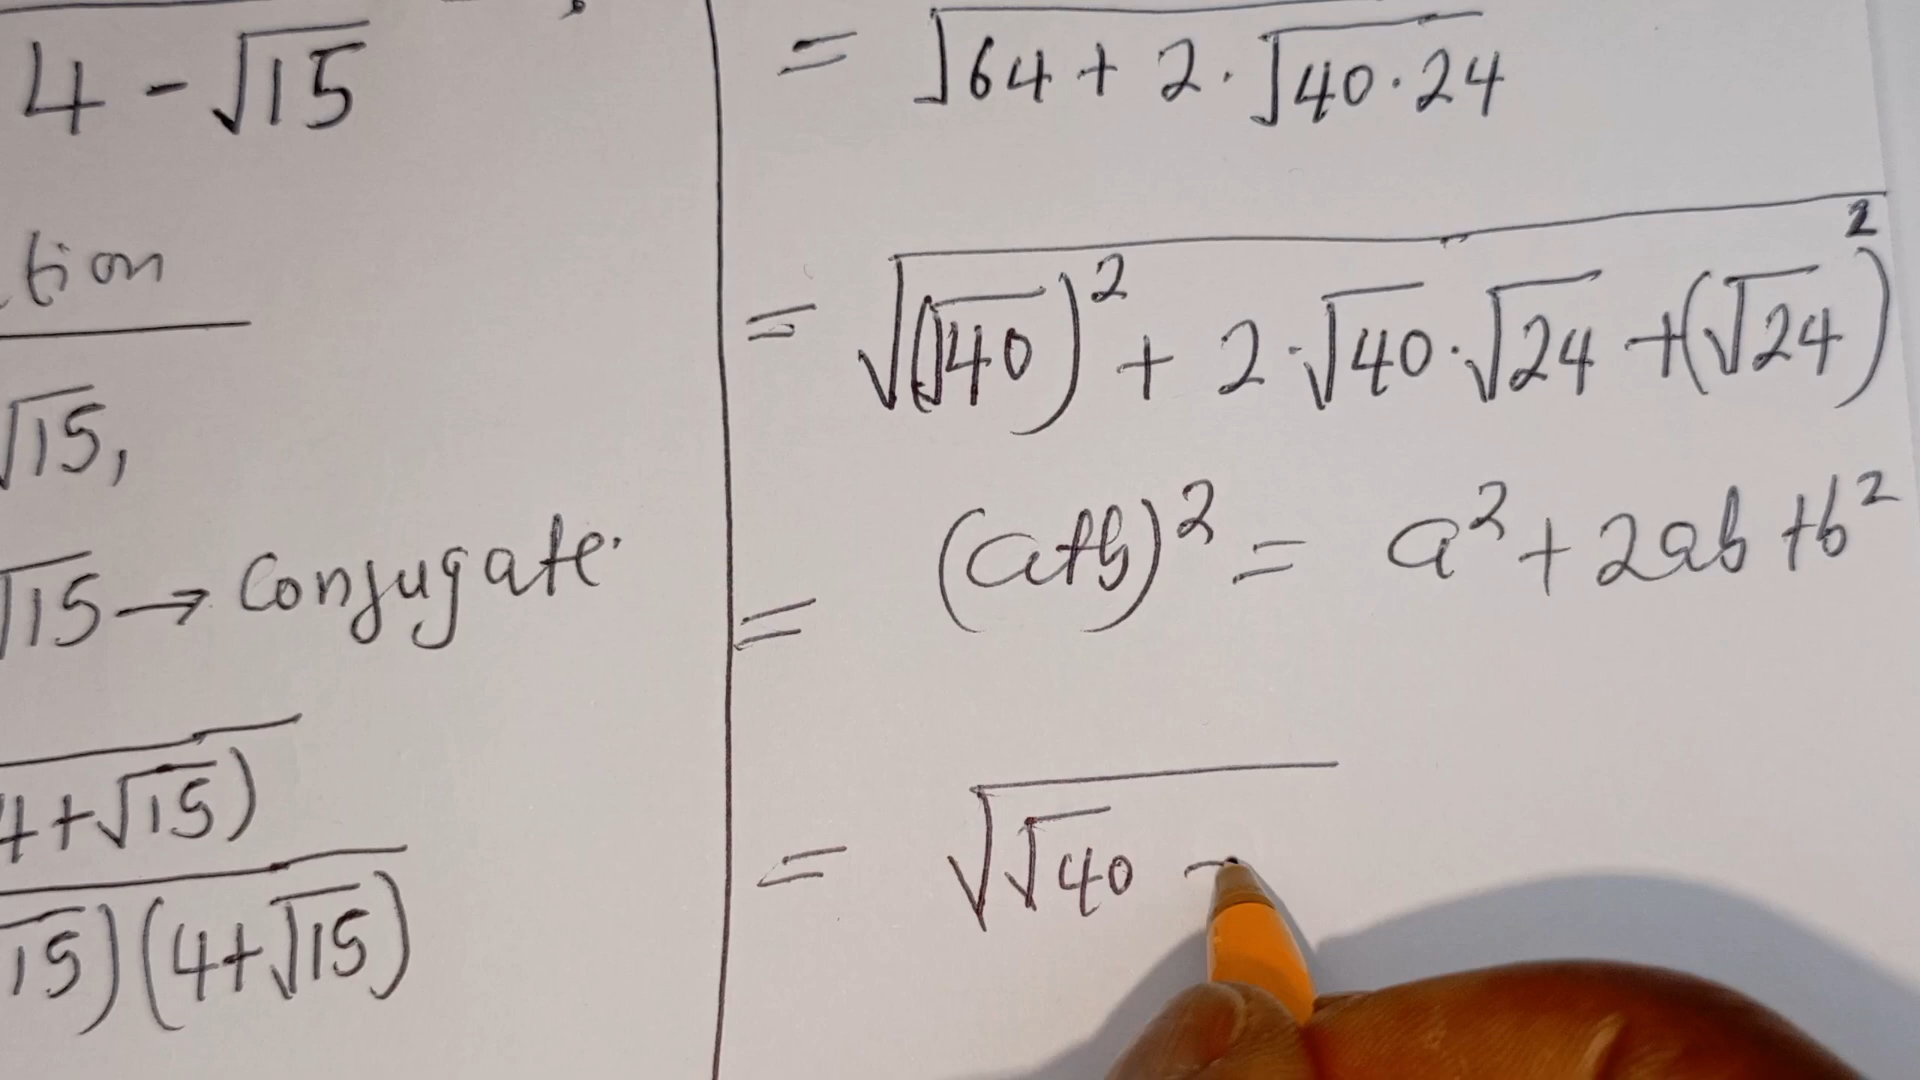 4 - √15
tion
√15,
√15 → Conjugate.
4+√15)
15)(4+√15)
= √64 + 2·√40·24
= √(√40)² + 2·√40·√24 + (√24)²
= (a+b)² = a² + 2ab + b²
= √√40